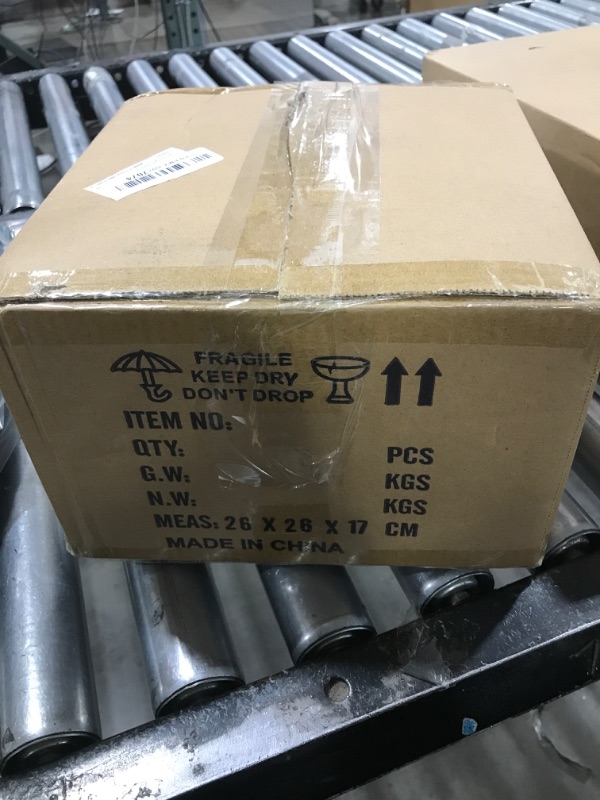 FRAGILE
KEEP DRY
DON'T DROP
ITEM NO:
QTY: PCS
G.W: KGS
N.W: KGS
MEAS: 26 X 26 X 17 CM
MADE IN CHINA